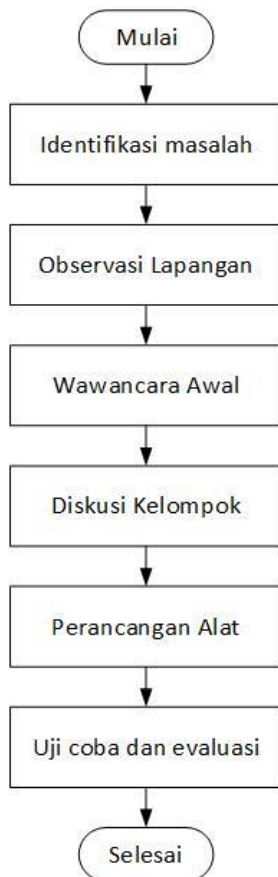 Mulai
Identifikasi masalah
Observasi Lapangan
Wawancara Awal
Diskusi Kelompok
Perancangan Alat
Uji coba dan evaluasi
Selesai